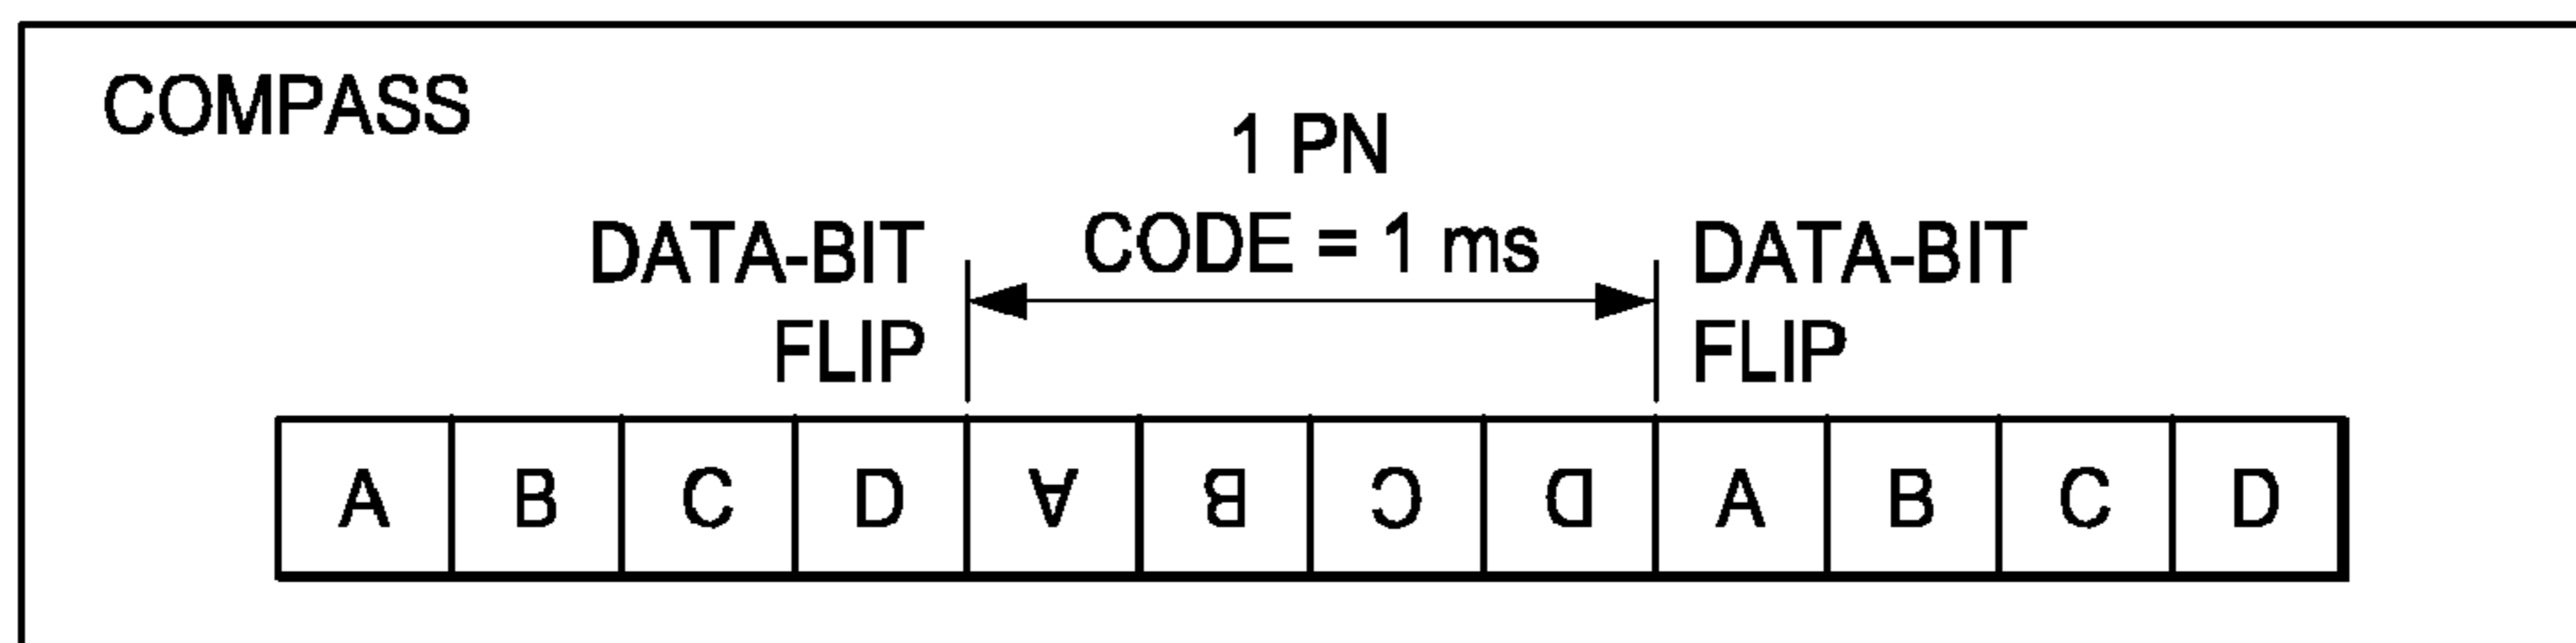 COMPASS
1 PN
CODE = 1 ms
DATA-BIT
FLIP
DATA-BIT
FLIP
A B C D A B C D A B C D